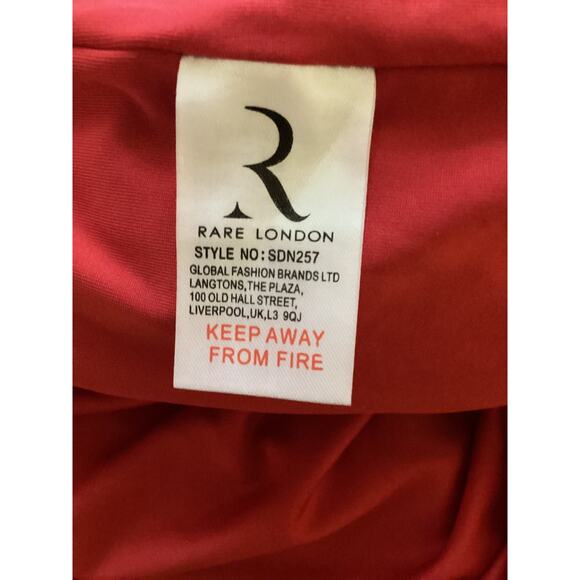 R
RARE LONDON
STYLE NO:SDN257
GLOBAL FASHION BRANDS LTD
LANGTONS,THE PLAZA,
100 OLD HALL STREET,
LIVERPOOL,UK,L3 9QJ
KEEP AWAY
FROM FIRE